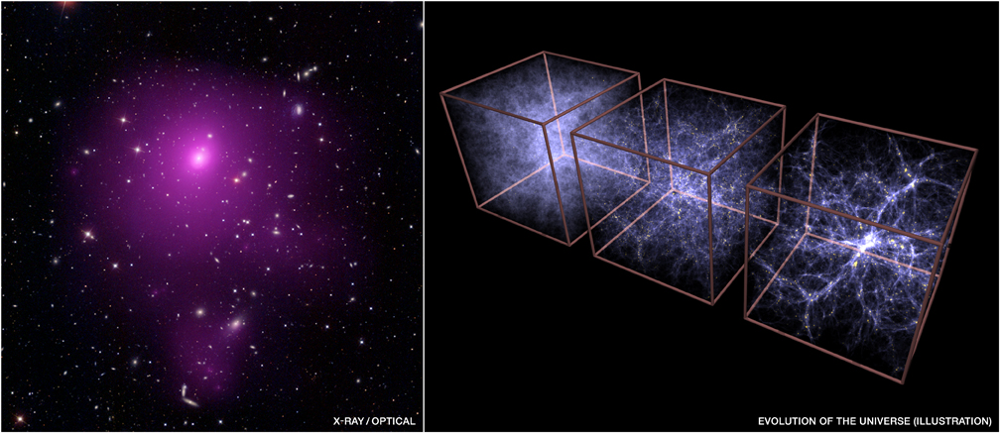 X-RAY / OPTICAL
EVOLUTION OF THE UNIVERSE (ILLUSTRATION)